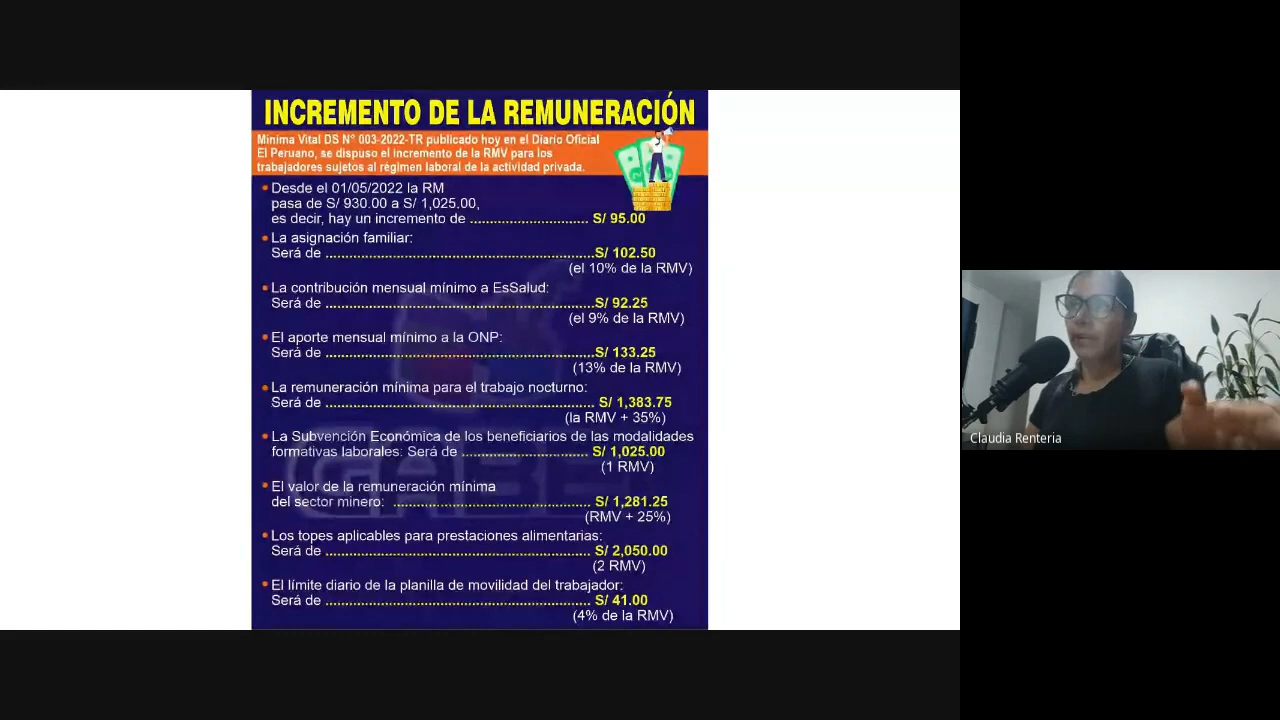 INCREMENTO DE LA REMUNERACIÓN
Mínima Vital DS N° 003-2022-TR publicado hoy en el Diario Oficial
El Peruano, se dispuso el incremento de la RMV para los
trabajadores sujetos al régimen laboral de la actividad privada.
• Desde el 01/05/2022 la RM
pasa de S/ 930.00 a S/ 1,025.00,
es decir, hay un incremento de .............................. S/ 95.00
• La asignación familiar:
Será de ..................................................................S/ 102.50
(el 10% de la RMV)
• La contribución mensual mínimo a EsSalud:
Será de ..................................................................S/ 92.25
(el 9% de la RMV)
• El aporte mensual mínimo a la ONP:
Será de ..................................................................S/ 133.25
(13% de la RMV)
• La remuneración mínima para el trabajo nocturno:
Será de .................................................................. S/ 1,383.75
(la RMV + 35%)
• La Subvención Económica de los beneficiarios de las modalidades
formativas laborales: Será de ................................ S/ 1,025.00
(1 RMV)
• El valor de la remuneración mínima
del sector minero: ................................................. S/ 1,281.25
(RMV + 25%)
• Los topes aplicables para prestaciones alimentarias:
Será de ................................................................. S/ 2,050.00
(2 RMV)
• El límite diario de la planilla de movilidad del trabajador:
Será de ................................................................. S/ 41.00
(4% de la RMV)
Claudia Renteria